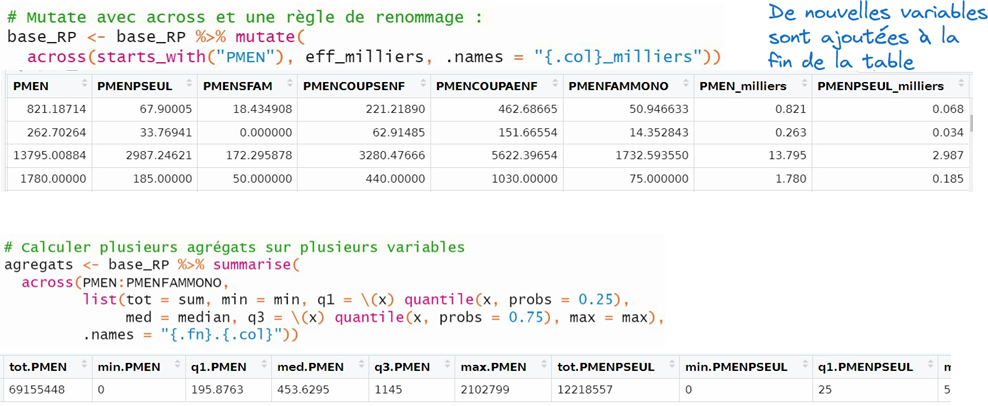 # Mutate avec across et une règle de renommage :
base_RP <- base_RP %>% mutate(
  across(starts_with("PMEN"), eff_milliers, .names = "{.col}_milliers"))
De nouvelles variables
sont ajoutées à la
fin de la table
PMEN PMENPSEUL PMENSFAM PMENCOUPSENF PMENCOUPAENF PMENFAMMONO PMEN_milliers PMENPSEUL_milliers
821.18714 67.90005 18.434908 221.21890 462.68665 50.946633 0.821 0.068
262.70264 33.76941 0.000000 62.91485 151.66554 14.352843 0.263 0.034
13795.00884 2987.24621 172.295878 3280.47666 5622.39654 1732.593550 13.795 2.987
1780.00000 185.00000 50.000000 440.00000 1030.00000 75.000000 1.780 0.185
# Calculer plusieurs agrégats sur plusieurs variables
agregats <- base_RP %>% summarise(
  across(PMEN:PMENFAMMONO,
         list(tot = sum, min = min, q1 = \(x) quantile(x, probs = 0.25),
              med = median, q3 = \(x) quantile(x, probs = 0.75), max = max),
         .names = "{.fn}.{.col}"))
tot.PMEN min.PMEN q1.PMEN med.PMEN q3.PMEN max.PMEN tot.PMENPSEUL min.PMENPSEUL q1.PMENPSEUL
69155448 0 195.8763 453.6295 1145 2102799 12218557 0 25 5